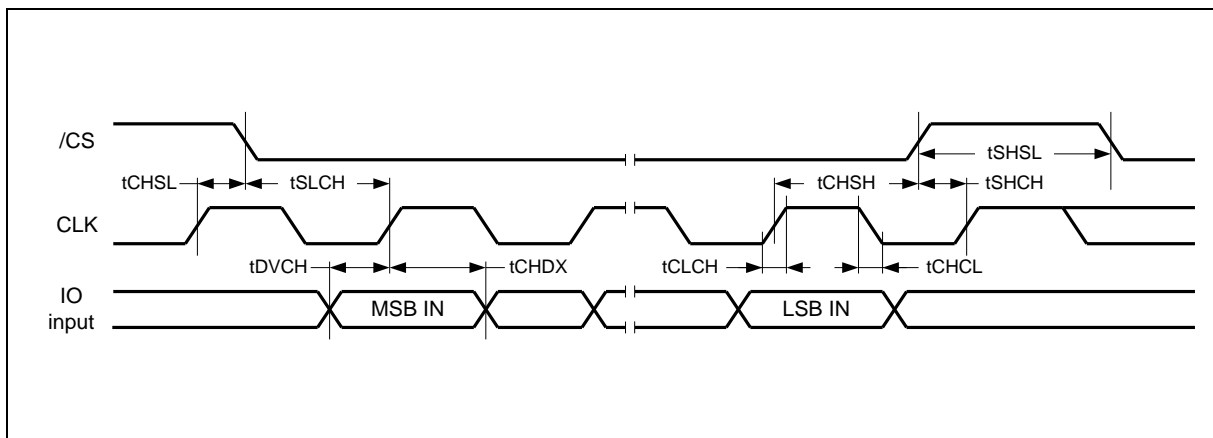 /CS
tSHSL
tCHSL
tSLCH
tCHSH
tSHCH
CLK
tDVCH
tCHDX
tCLCH
tCHCL
IO
input
MSB IN
LSB IN